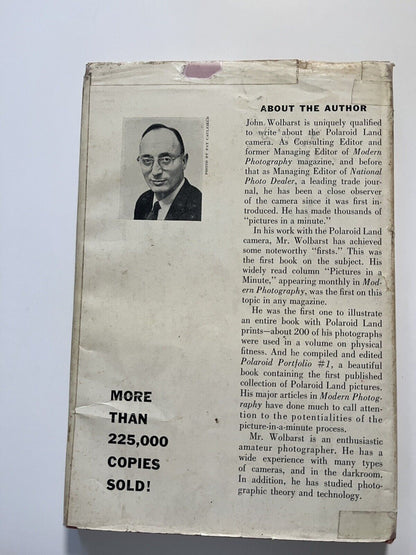 ABOUT THE AUTHOR
John Wolbarst is uniquely qualified
to write about the Polaroid Land
camera. As Consulting Editor and
former Managing Editor of Modern
Photography magazine, and before
that as Managing Editor of National
Photo Dealer, a leading trade jour-
nal, he has been a close observer
of the camera since it was first in-
troduced. He has made thousands of
"pictures in a minute."
In his work with the Polaroid Land
camera, Mr. Wolbarst has achieved
some noteworthy "firsts." This was
the first book on the subject. His
widely read column "Pictures in a
Minute," appearing monthly in Mod-
ern Photography, was the first on this
topic in any magazine.
He was the first one to illustrate
an entire book with Polaroid Land
prints—about 200 of his photographs
were used in a volume on physical
fitness. And he compiled and edited
Polaroid Portfolio #1, a beautiful
book containing the first published
collection of Polaroid Land pictures.
His major articles in Modern Photog-
raphy have done much to call atten-
tion to the potentialities of the
picture-in-a-minute process.
Mr. Wolbarst is an enthusiastic
amateur photographer. He has a
wide experience with many types
of cameras, and in the darkroom.
In addition, he has studied photo-
graphic theory and technology.
PHOTO BY PAT
MORE
THAN
225,000
COPIES
SOLD!